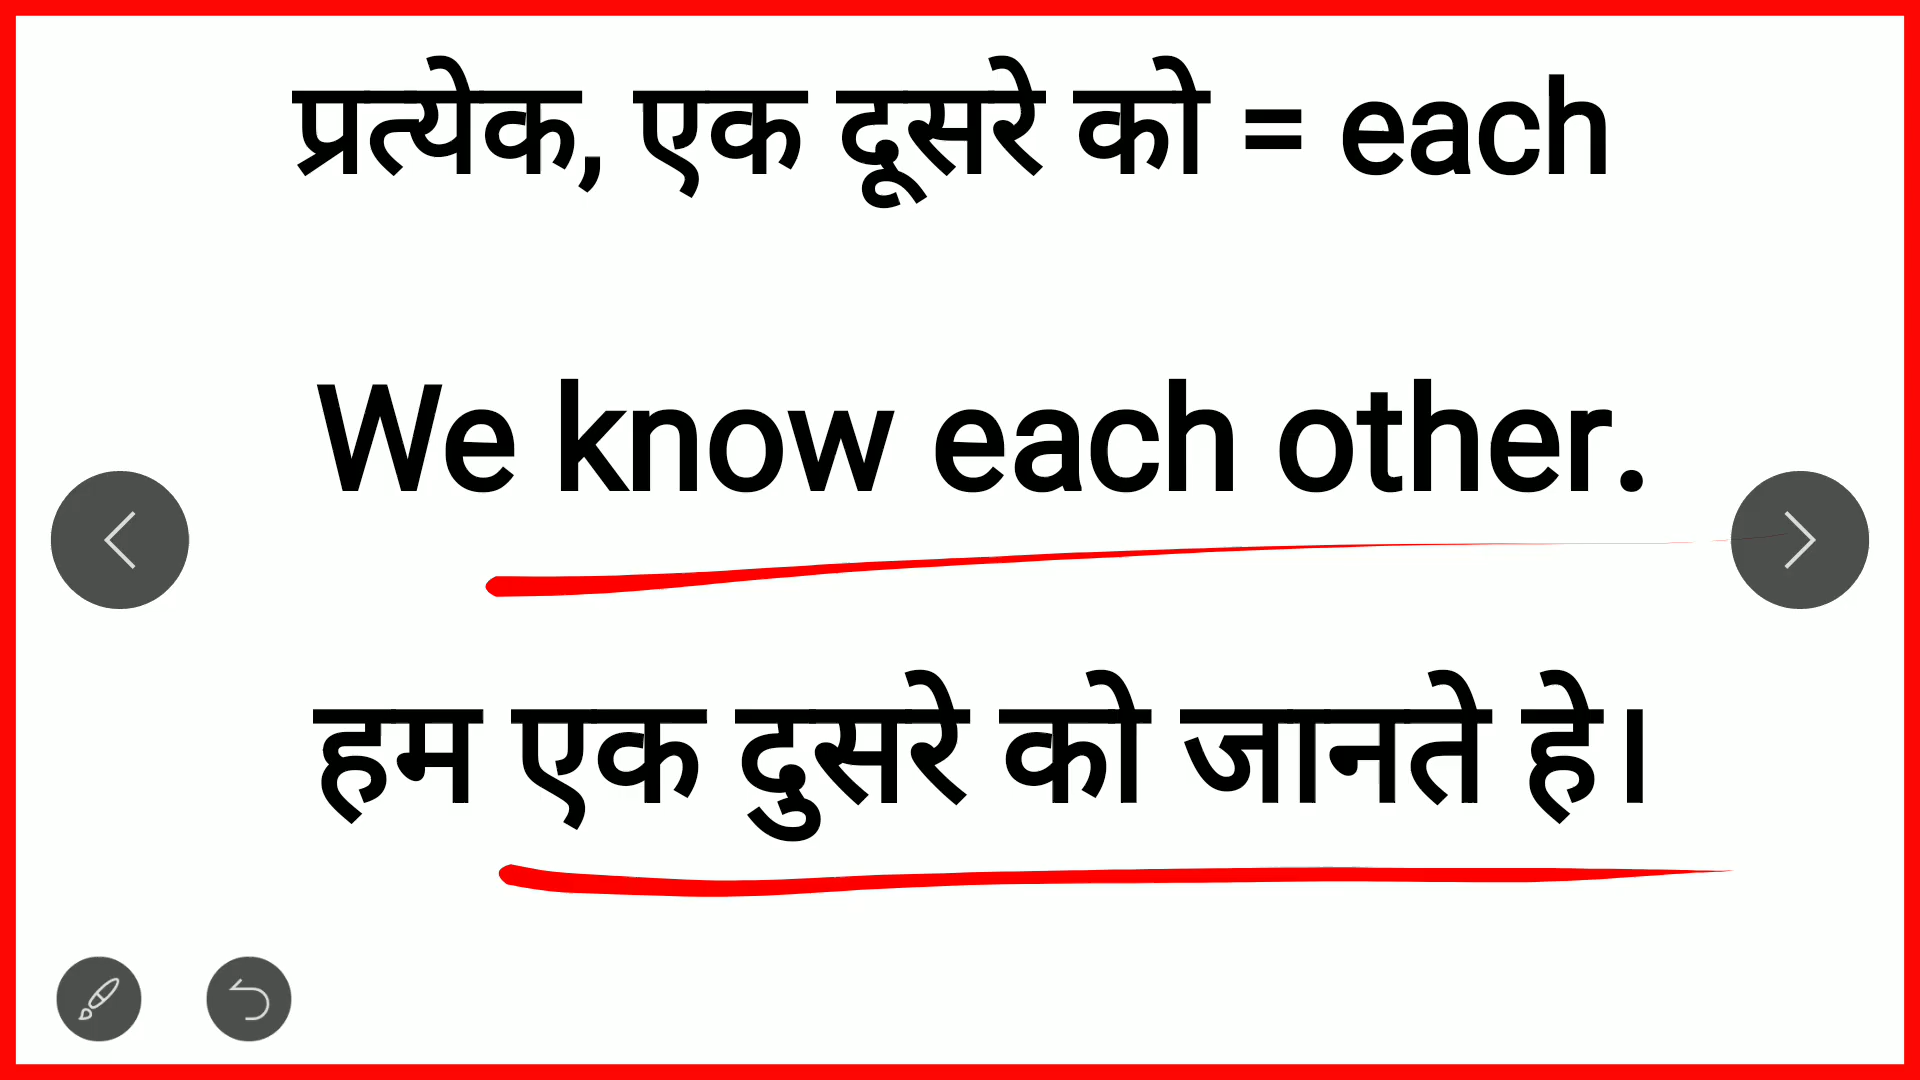 प्रत्येक, एक दूसरे को = each
We know each other.
हम एक दुसरे को जानते हे।